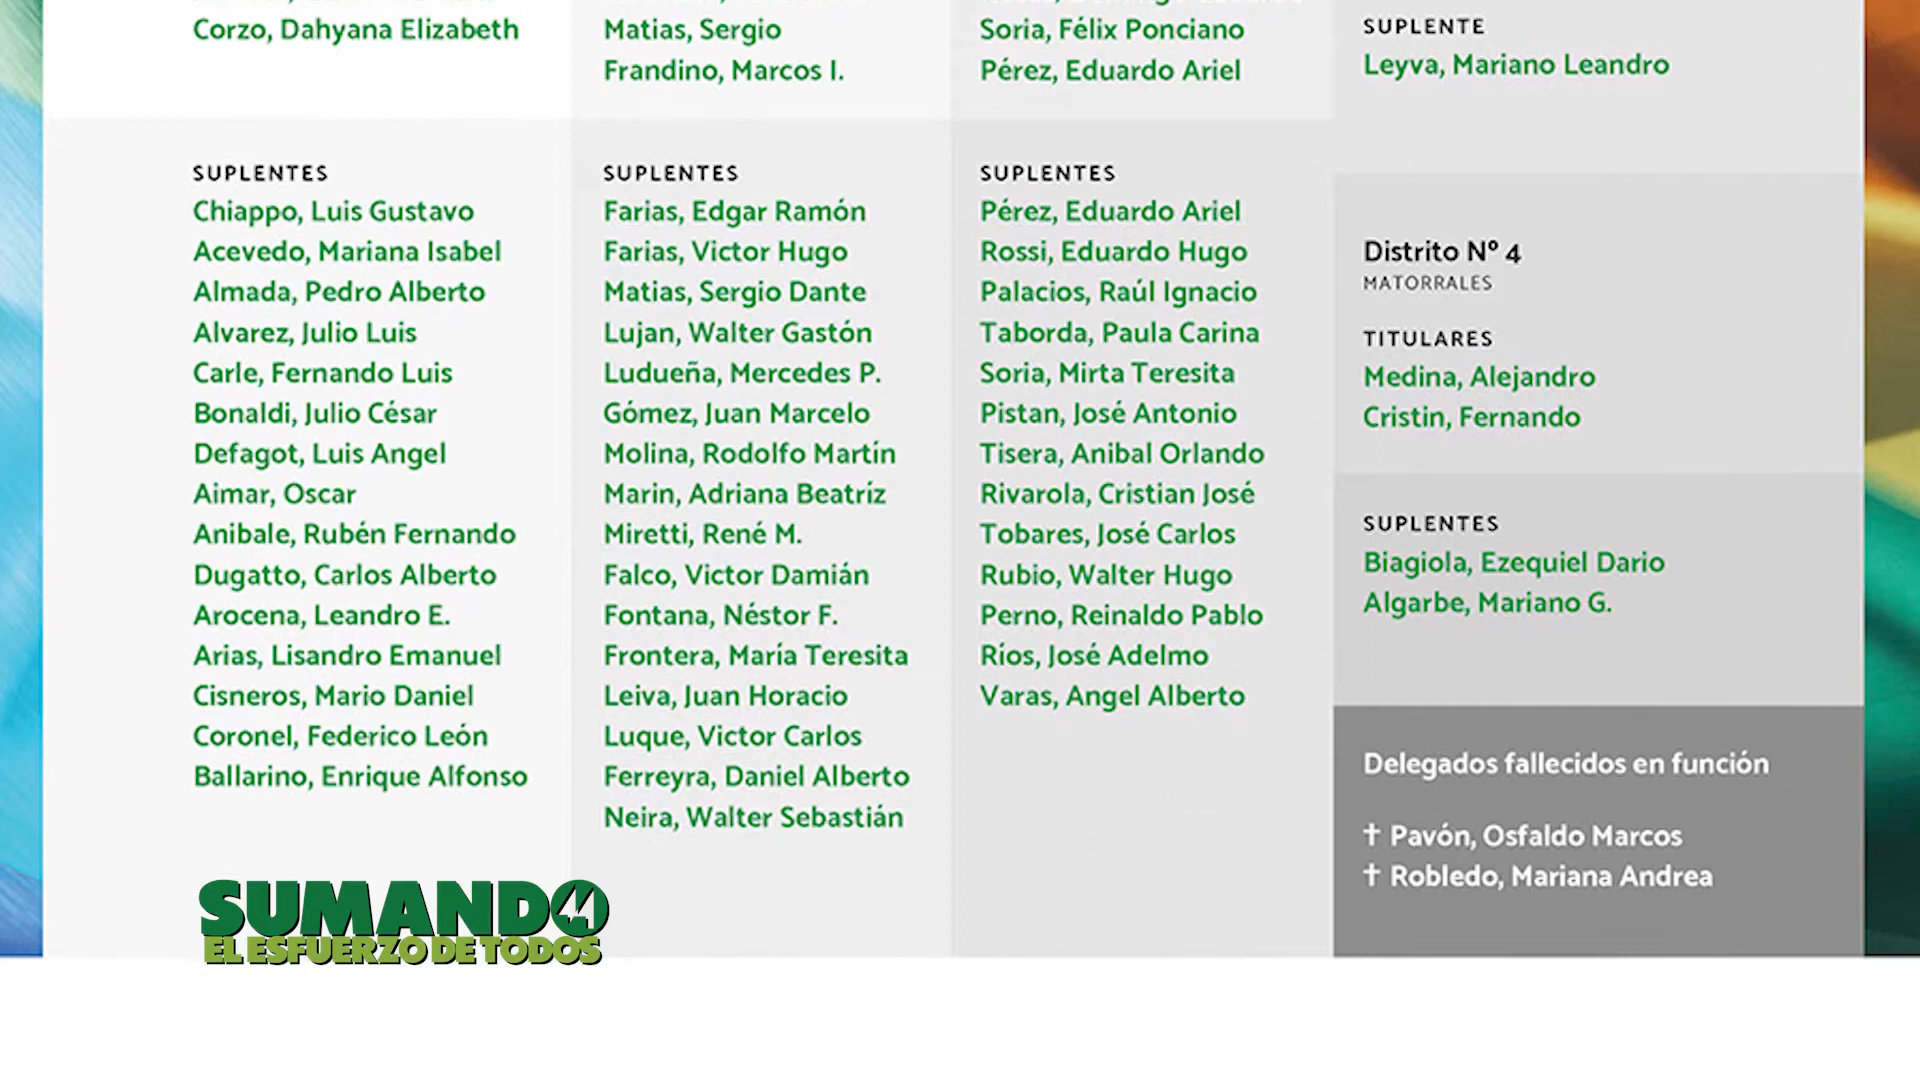 Corzo, Dahyana Elizabeth
SUPLENTES
Chiappo, Luis Gustavo
Acevedo, Mariana Isabel
Almada, Pedro Alberto
Alvarez, Julio Luis
Carle, Fernando Luis
Bonaldi, Julio César
Defagot, Luis Angel
Aimar, Oscar
Anibale, Rubén Fernando
Dugatto, Carlos Alberto
Arocena, Leandro E.
Arias, Lisandro Emanuel
Cisneros, Mario Daniel
Coronel, Federico León
Ballarino, Enrique Alfonso
Matias, Sergio
Frandino, Marcos I.
SUPLENTES
Farias, Edgar Ramón
Farias, Victor Hugo
Matias, Sergio Dante
Lujan, Walter Gastón
Ludueña, Mercedes P.
Gómez, Juan Marcelo
Molina, Rodolfo Martín
Marin, Adriana Beatríz
Miretti, René M.
Falco, Victor Damián
Fontana, Néstor F.
Frontera, María Teresita
Leiva, Juan Horacio
Luque, Victor Carlos
Ferreyra, Daniel Alberto
Neira, Walter Sebastián
Soria, Félix Ponciano
Pérez, Eduardo Ariel
SUPLENTES
Pérez, Eduardo Ariel
Rossi, Eduardo Hugo
Palacios, Raúl Ignacio
Taborda, Paula Carina
Soria, Mirta Teresita
Pistan, José Antonio
Tisera, Anibal Orlando
Rivarola, Cristian José
Tobares, José Carlos
Rubio, Walter Hugo
Perno, Reinaldo Pablo
Ríos, José Adelmo
Varas, Angel Alberto
SUPLENTE
Leyva, Mariano Leandro
Distrito Nº 4
MATORRALES
TITULARES
Medina, Alejandro
Cristin, Fernando
SUPLENTES
Biagiola, Ezequiel Dario
Algarbe, Mariano G.
Delegados fallecidos en función
† Pavón, Osfaldo Marcos
† Robledo, Mariana Andrea
SUMANDO
EL ESFUERZO DE TODOS